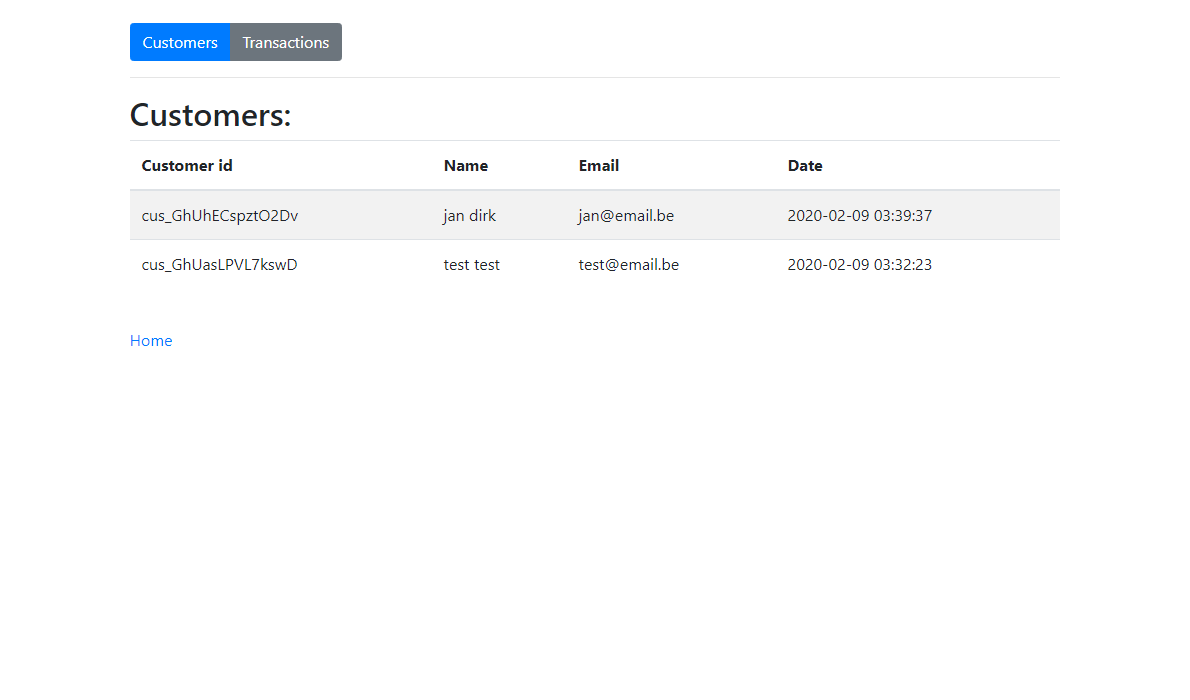 Customers Transactions
Customers:
Customer id Name Email Date
cus_GhUhECspztO2Dv jan dirk jan@email.be 2020-02-09 03:39:37
cus_GhUasLPVL7kswD test test test@email.be 2020-02-09 03:32:23
Home